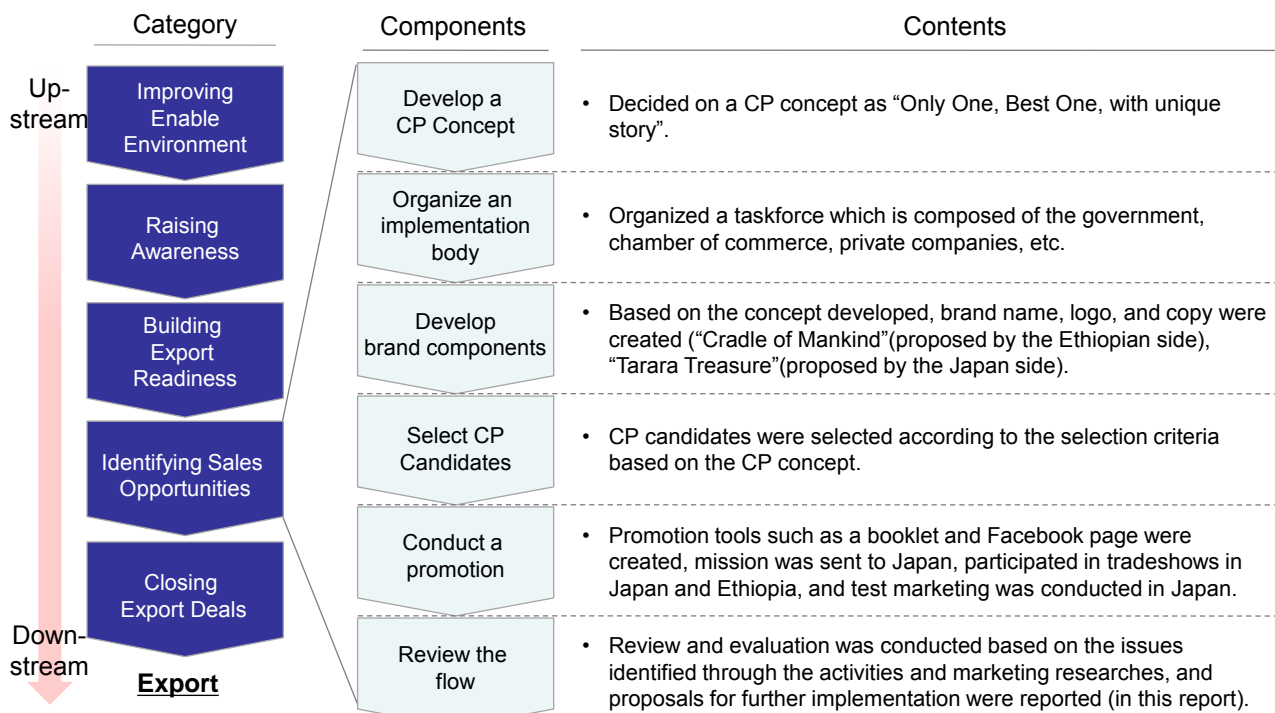 Category
Components
Contents
Up-
stream
Improving
Enable
Environment
Raising
Awareness
Building
Export
Readiness
Identifying Sales
Opportunities
Closing
Export Deals
Down-
stream
Export
Develop a
CP Concept
• Decided on a CP concept as “Only One, Best One, with unique
story”.
Organize an
implementation
body
• Organized a taskforce which is composed of the government,
chamber of commerce, private companies, etc.
Develop
brand components
• Based on the concept developed, brand name, logo, and copy were
created (“Cradle of Mankind”(proposed by the Ethiopian side),
“Tarara Treasure”(proposed by the Japan side).
Select CP
Candidates
• CP candidates were selected according to the selection criteria
based on the CP concept.
Conduct a
promotion
• Promotion tools such as a booklet and Facebook page were
created, mission was sent to Japan, participated in tradeshows in
Japan and Ethiopia, and test marketing was conducted in Japan.
Review the
flow
• Review and evaluation was conducted based on the issues
identified through the activities and marketing researches, and
proposals for further implementation were reported (in this report).